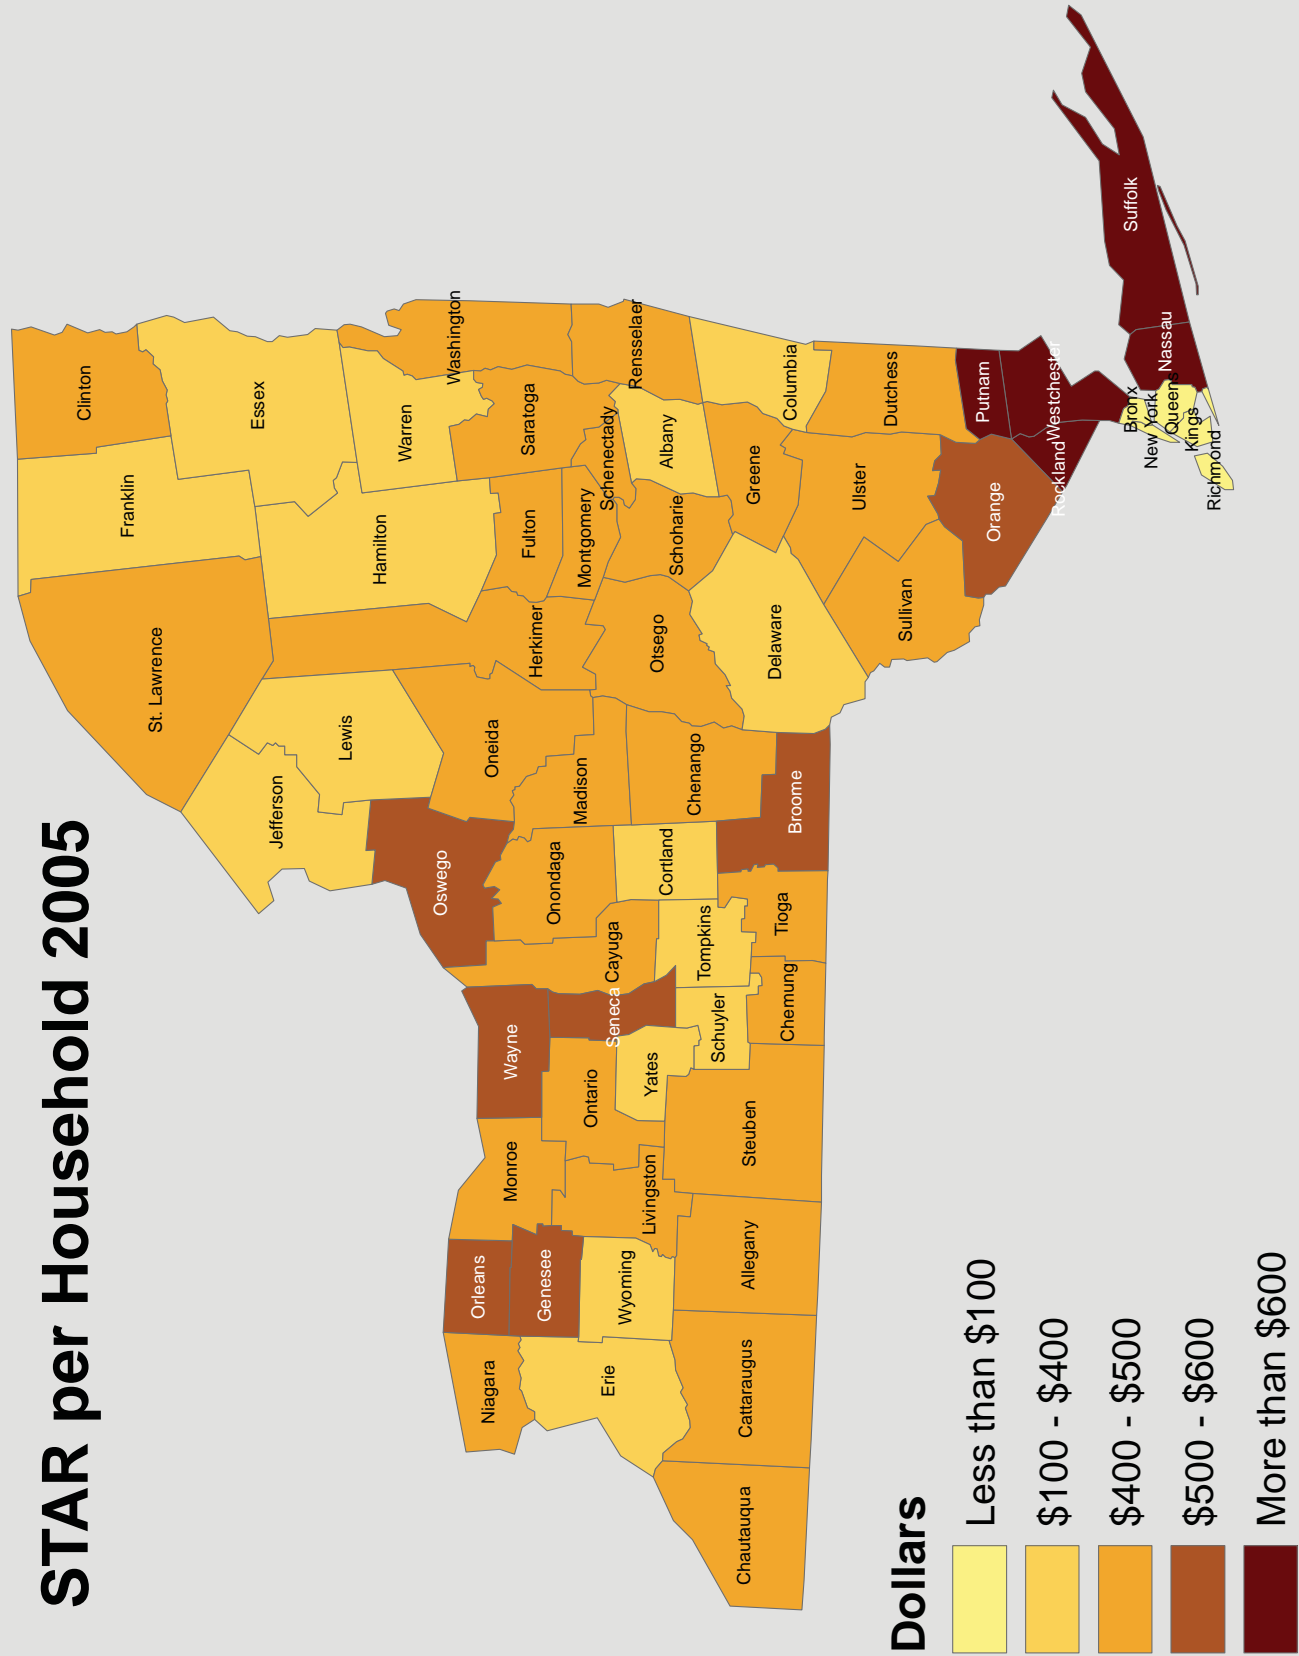 STAR per Household 2005
Clinton
Franklin
St. Lawrence
Essex
Jefferson
Lewis
Hamilton
Warren
Washington
Oswego
Oneida
Herkimer
Fulton
Saratoga
Montgomery
Schenectady
Rensselaer
Niagara
Orleans
Monroe
Wayne
Genesee
Onondaga
Madison
Ontario
Seneca
Cayuga
Otsego
Schoharie
Albany
Erie
Wyoming
Livingston
Yates
Cortland
Chenango
Tompkins
Schuyler
Greene
Columbia
Chautauqua
Cattaraugus
Allegany
Steuben
Chemung
Tioga
Broome
Delaware
Ulster
Dutchess
Sullivan
Orange
Putnam
Rockland
Westchester
Suffolk
Nassau
Bronx
New York
Queens
Kings
Richmond
Dollars
Less than $100
$100 - $400
$400 - $500
$500 - $600
More than $600